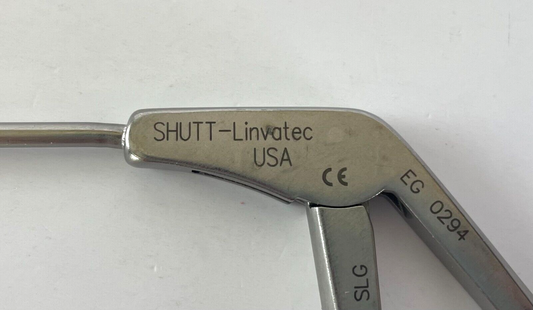 SHUTT-Linvatec
USA
CE
EG 0294
SLG